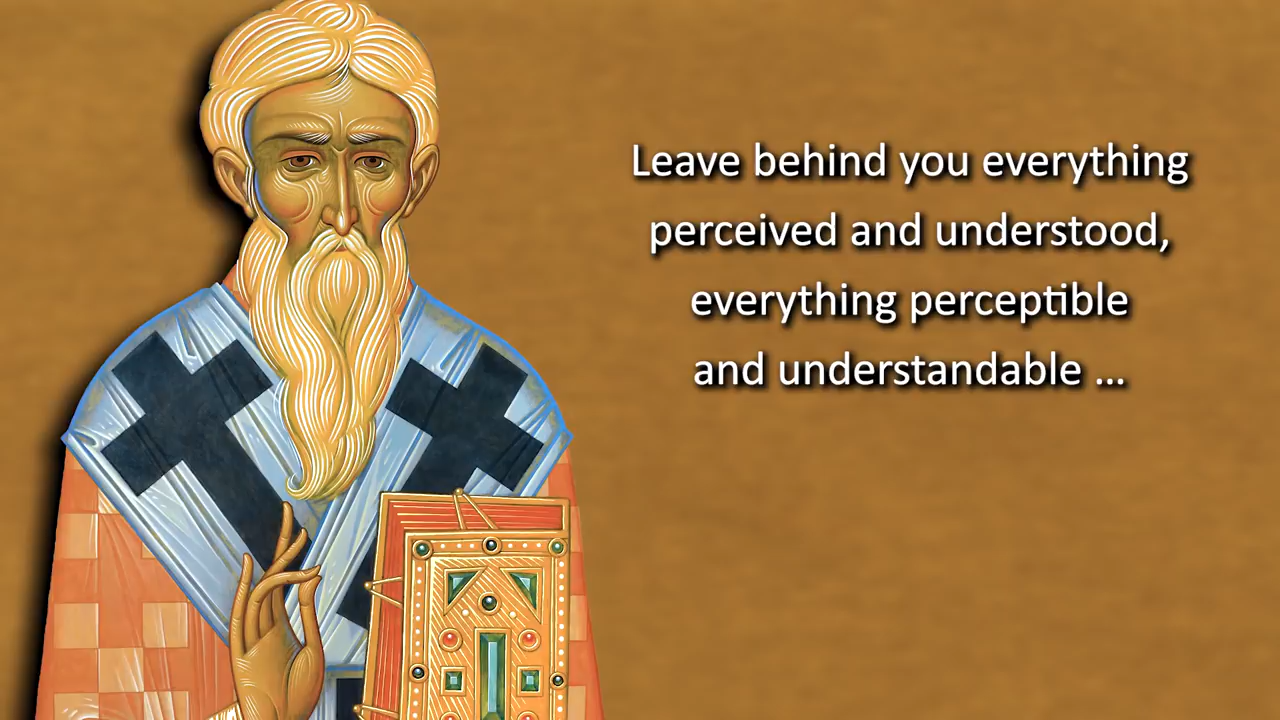 Leave behind you everything
perceived and understood,
everything perceptible
and understandable ...